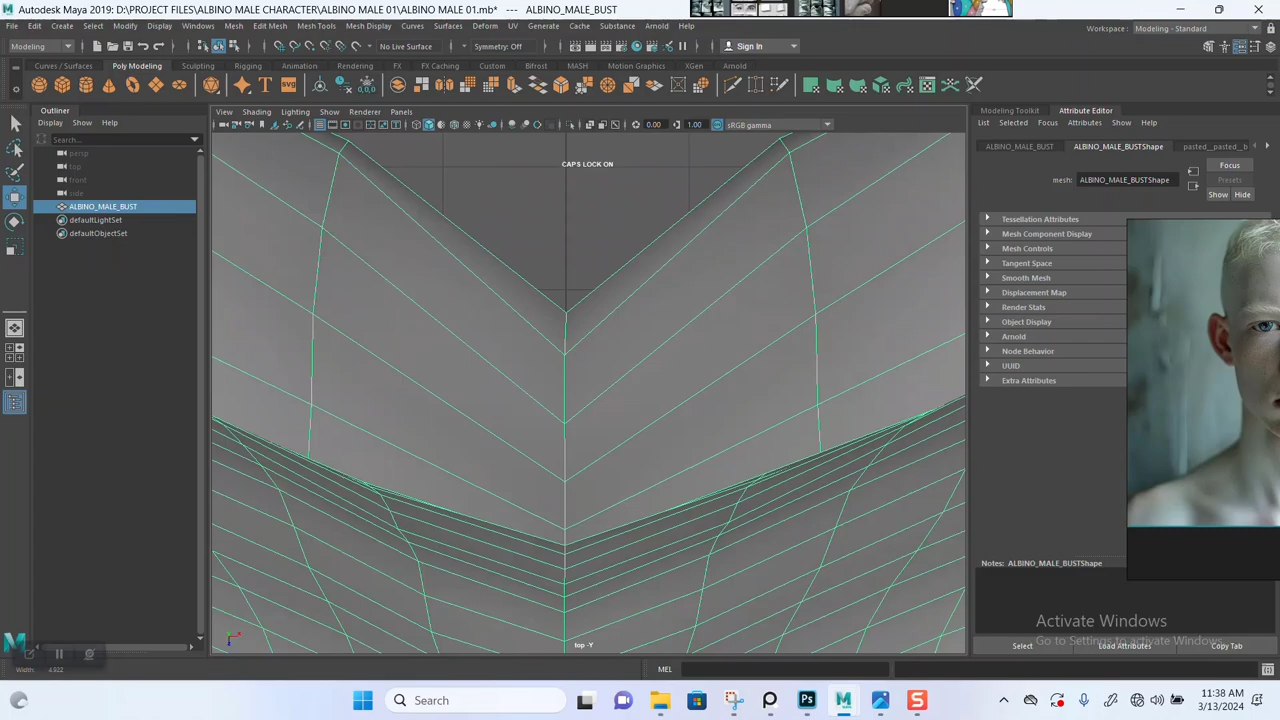 Autodesk Maya 2019: D:\PROJECT FILES\ALBINO MALE CHARACTER\ALBINO MALE 01\ALBINO MALE 01.mb* --- ALBINO_MALE_BUST
File Edit Create Select Modify Display Windows Mesh Edit Mesh Mesh Tools Mesh Display Curves Surfaces Deform UV Generate Cache Substance Arnold Help
Workspace: Modeling - Standard
Modeling No Live Surface Symmetry: Off Sign In
Curves / Surfaces Poly Modeling Sculpting Rigging Animation Rendering FX FX Caching Custom Bifrost MASH Motion Graphics XGen Arnold
Outliner
Display Show Help
Search...
persp
top
front
side
ALBINO_MALE_BUST
defaultLightSet
defaultObjectSet
View Shading Lighting Show Renderer Panels
0.00 1.00 sRGB gamma
CAPS LOCK ON
top -Y
Modeling Toolkit Attribute Editor
List Selected Focus Attributes Show Help
ALBINO_MALE_BUST ALBINO_MALE_BUSTShape pasted__pasted__b
Focus
Presets
mesh: ALBINO_MALE_BUSTShape
Show Hide
Tessellation Attributes
Mesh Component Display
Mesh Controls
Tangent Space
Smooth Mesh
Displacement Map
Render Stats
Object Display
Arnold
Node Behavior
UUID
Extra Attributes
Notes: ALBINO_MALE_BUSTShape
Activate Windows
Go to Settings to activate Windows.
Select Load Attributes Copy Tab
Width: 4.922
MEL
Search
11:38 AM
3/13/2024